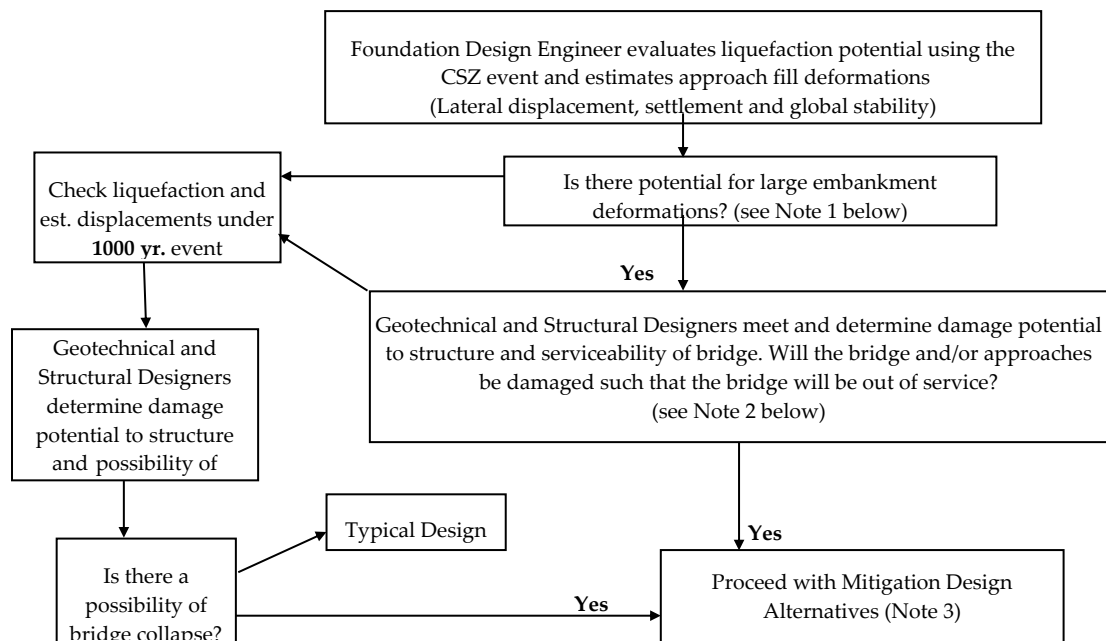 Foundation Design Engineer evaluates liquefaction potential using the
CSZ event and estimates approach fill deformations
(Lateral displacement, settlement and global stability)
Is there potential for large embankment
deformations? (see Note 1 below)
Check liquefaction and
est. displacements under
1000 yr. event
Yes
Geotechnical and Structural Designers meet and determine damage potential
to structure and serviceability of bridge. Will the bridge and/or approaches
be damaged such that the bridge will be out of service?
(see Note 2 below)
Geotechnical and
Structural Designers
determine damage
potential to structure
and possibility of
Typical Design
Yes
Is there a
possibility of
bridge collapse?
Yes
Proceed with Mitigation Design
Alternatives (Note 3)